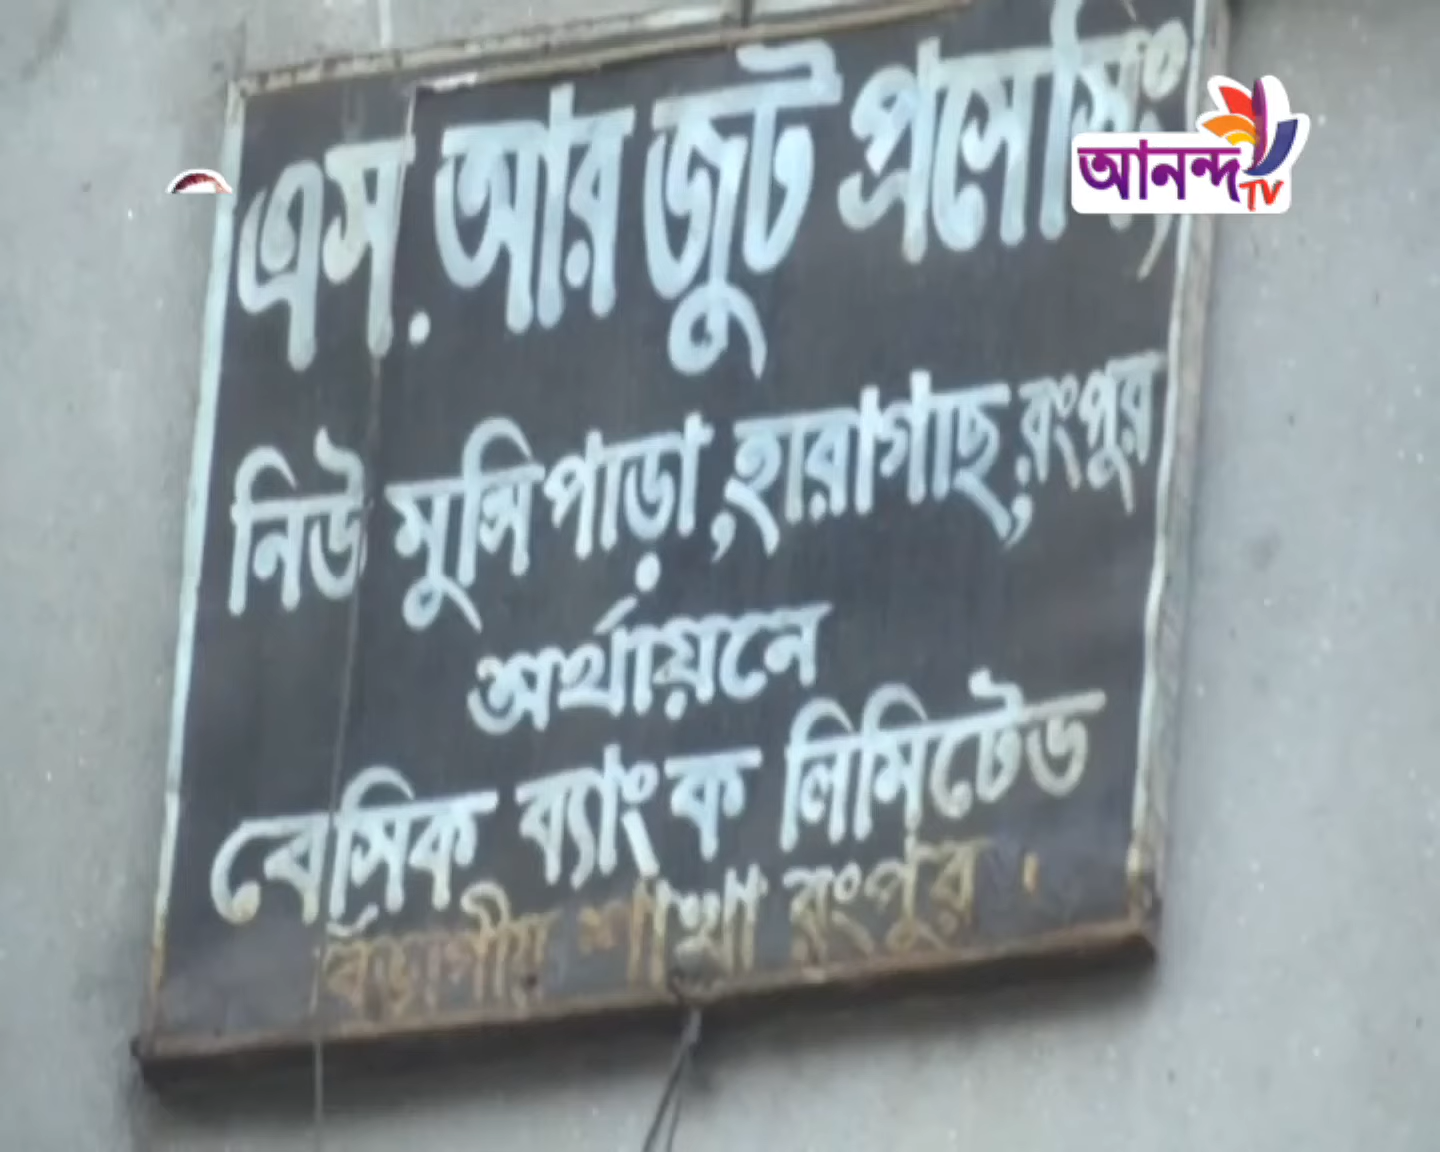 এস. আর জুট প্রসেসিং
আনন্দ TV
নিউ মুন্সিপাড়া, হারাগাছ, রংপুর
অর্থায়নে
বেসিক ব্যাংক লিমিটেড
বিভাগীয় শাখা রংপুর।